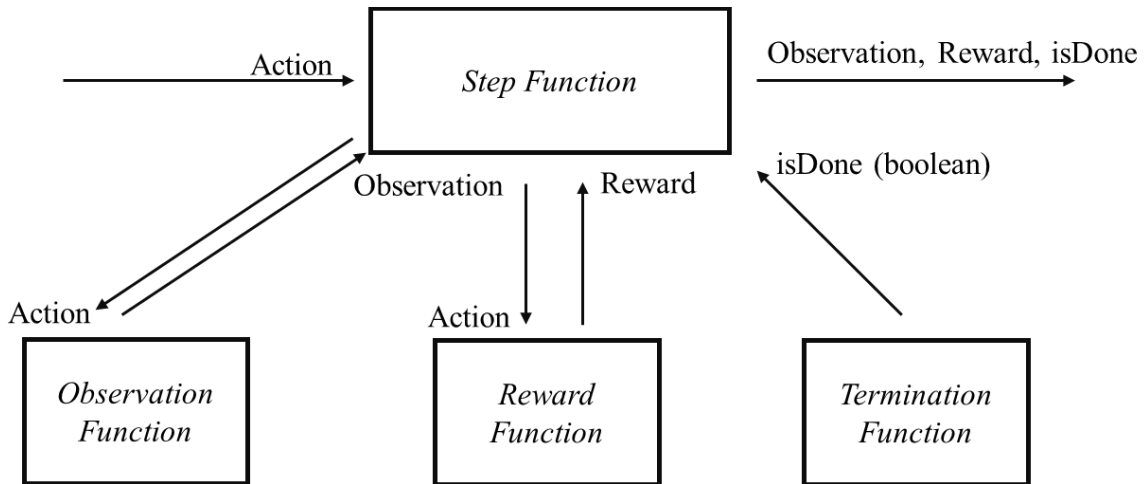 Action
Step Function
Observation, Reward, isDone
Observation
Reward
isDone (boolean)
Action
Action
Observation
Function
Reward
Function
Termination
Function